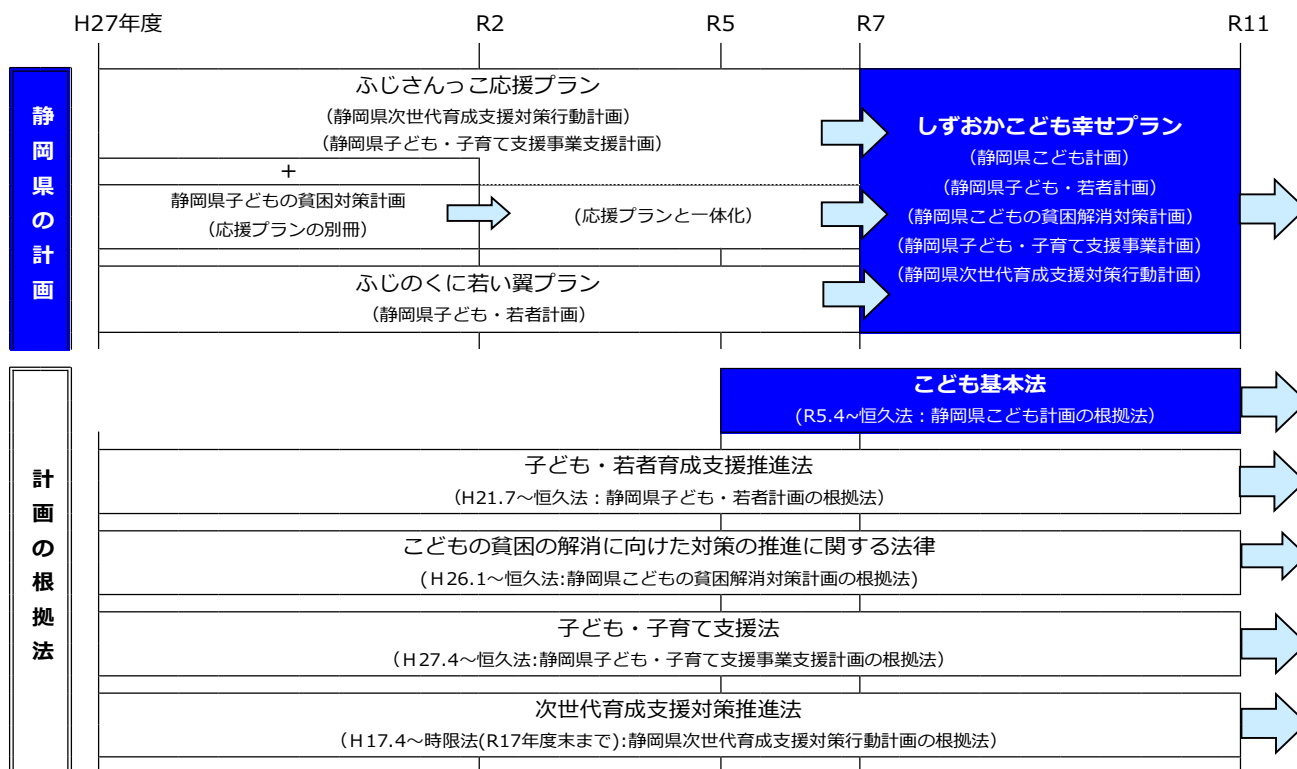 H27年度 R2 R5 R7 R11
静岡県の計画
ふじさんっこ応援プラン
(静岡県次世代育成支援対策行動計画)
(静岡県子ども・子育て支援事業支援計画)
+
静岡県子どもの貧困対策計画
(応援プランの別冊)
(応援プランと一体化)
ふじのくに若い翼プラン
(静岡県子ども・若者計画)
しずおかこども幸せプラン
(静岡県こども計画)
(静岡県子ども・若者計画)
(静岡県こどもの貧困解消対策計画)
(静岡県子ども・子育て支援事業計画)
(静岡県次世代育成支援対策行動計画)
計画の根拠法
こども基本法
(R5.4~恒久法：静岡県こども計画の根拠法)
子ども・若者育成支援推進法
(H21.7～恒久法：静岡県子ども・若者計画の根拠法)
こどもの貧困の解消に向けた対策の推進に関する法律
(H26.1～恒久法:静岡県こどもの貧困解消対策計画の根拠法)
子ども・子育て支援法
(H27.4～恒久法:静岡県子ども・子育て支援事業支援計画の根拠法)
次世代育成支援対策推進法
(H17.4～時限法(R17年度末まで):静岡県次世代育成支援対策行動計画の根拠法)